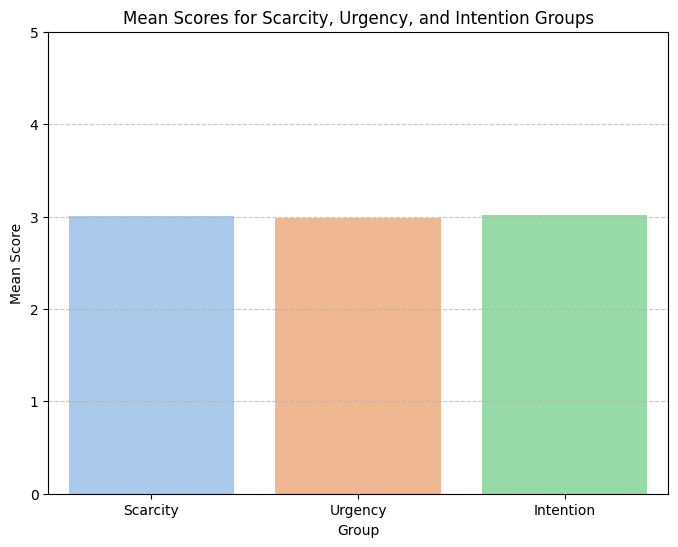 Mean Scores for Scarcity, Urgency, and Intention Groups
5
4
3
2
1
0
Mean Score
Scarcity
Urgency
Intention
Group